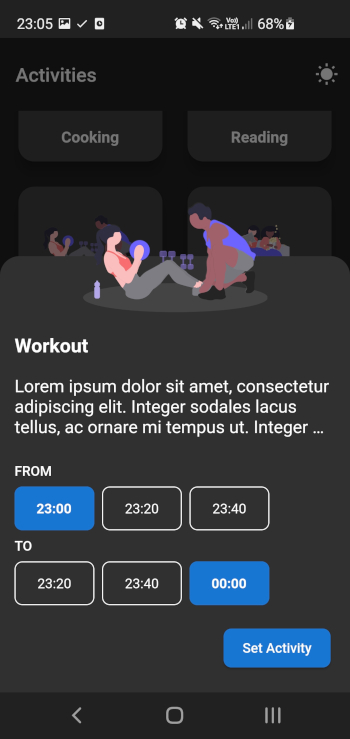 23:05 Vo) LTE1 68%
Activities
Cooking Reading
Workout
Lorem ipsum dolor sit amet, consectetur
adipiscing elit. Integer sodales lacus
tellus, ac ornare mi tempus ut. Integer ...
FROM
23:00 23:20 23:40
TO
23:20 23:40 00:00
Set Activity